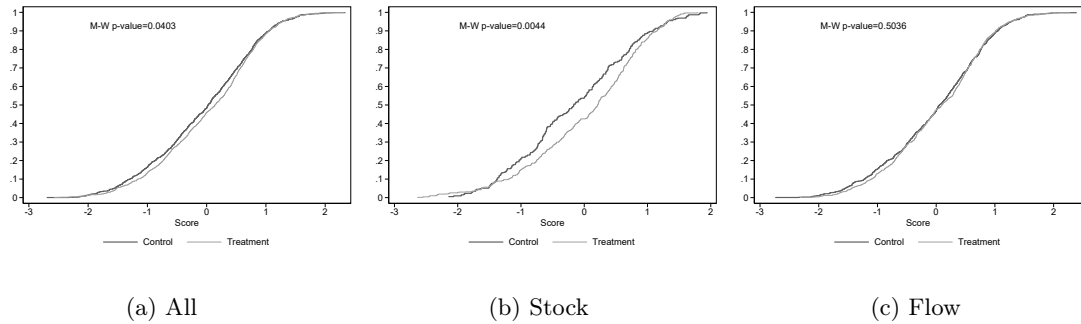 M-W p-value=0.0403
1
.9
.8
.7
.6
.5
.4
.3
.2
.1
0
-3 -2 -1 0 1 2
Score
Control Treatment
(a) All
M-W p-value=0.0044
1
.9
.8
.7
.6
.5
.4
.3
.2
.1
0
-3 -2 -1 0 1 2
Score
Control Treatment
(b) Stock
M-W p-value=0.5036
1
.9
.8
.7
.6
.5
.4
.3
.2
.1
0
-3 -2 -1 0 1 2
Score
Control Treatment
(c) Flow